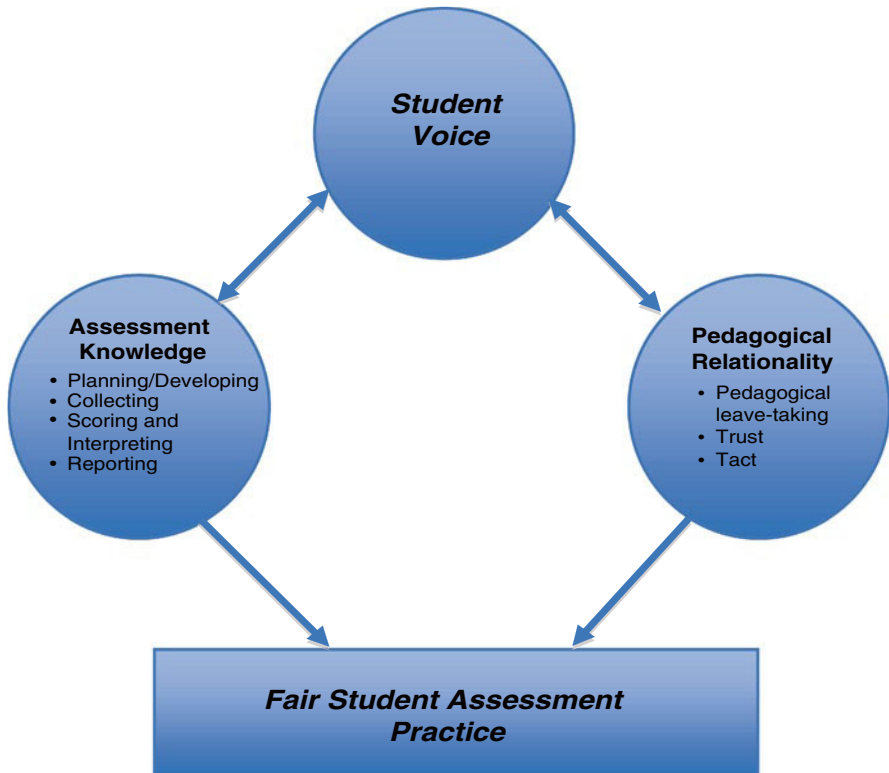 Student
Voice
Assessment
Knowledge
• Planning/Developing
• Collecting
• Scoring and
Interpreting
• Reporting
Pedagogical
Relationality
• Pedagogical
leave-taking
• Trust
• Tact
Fair Student Assessment
Practice